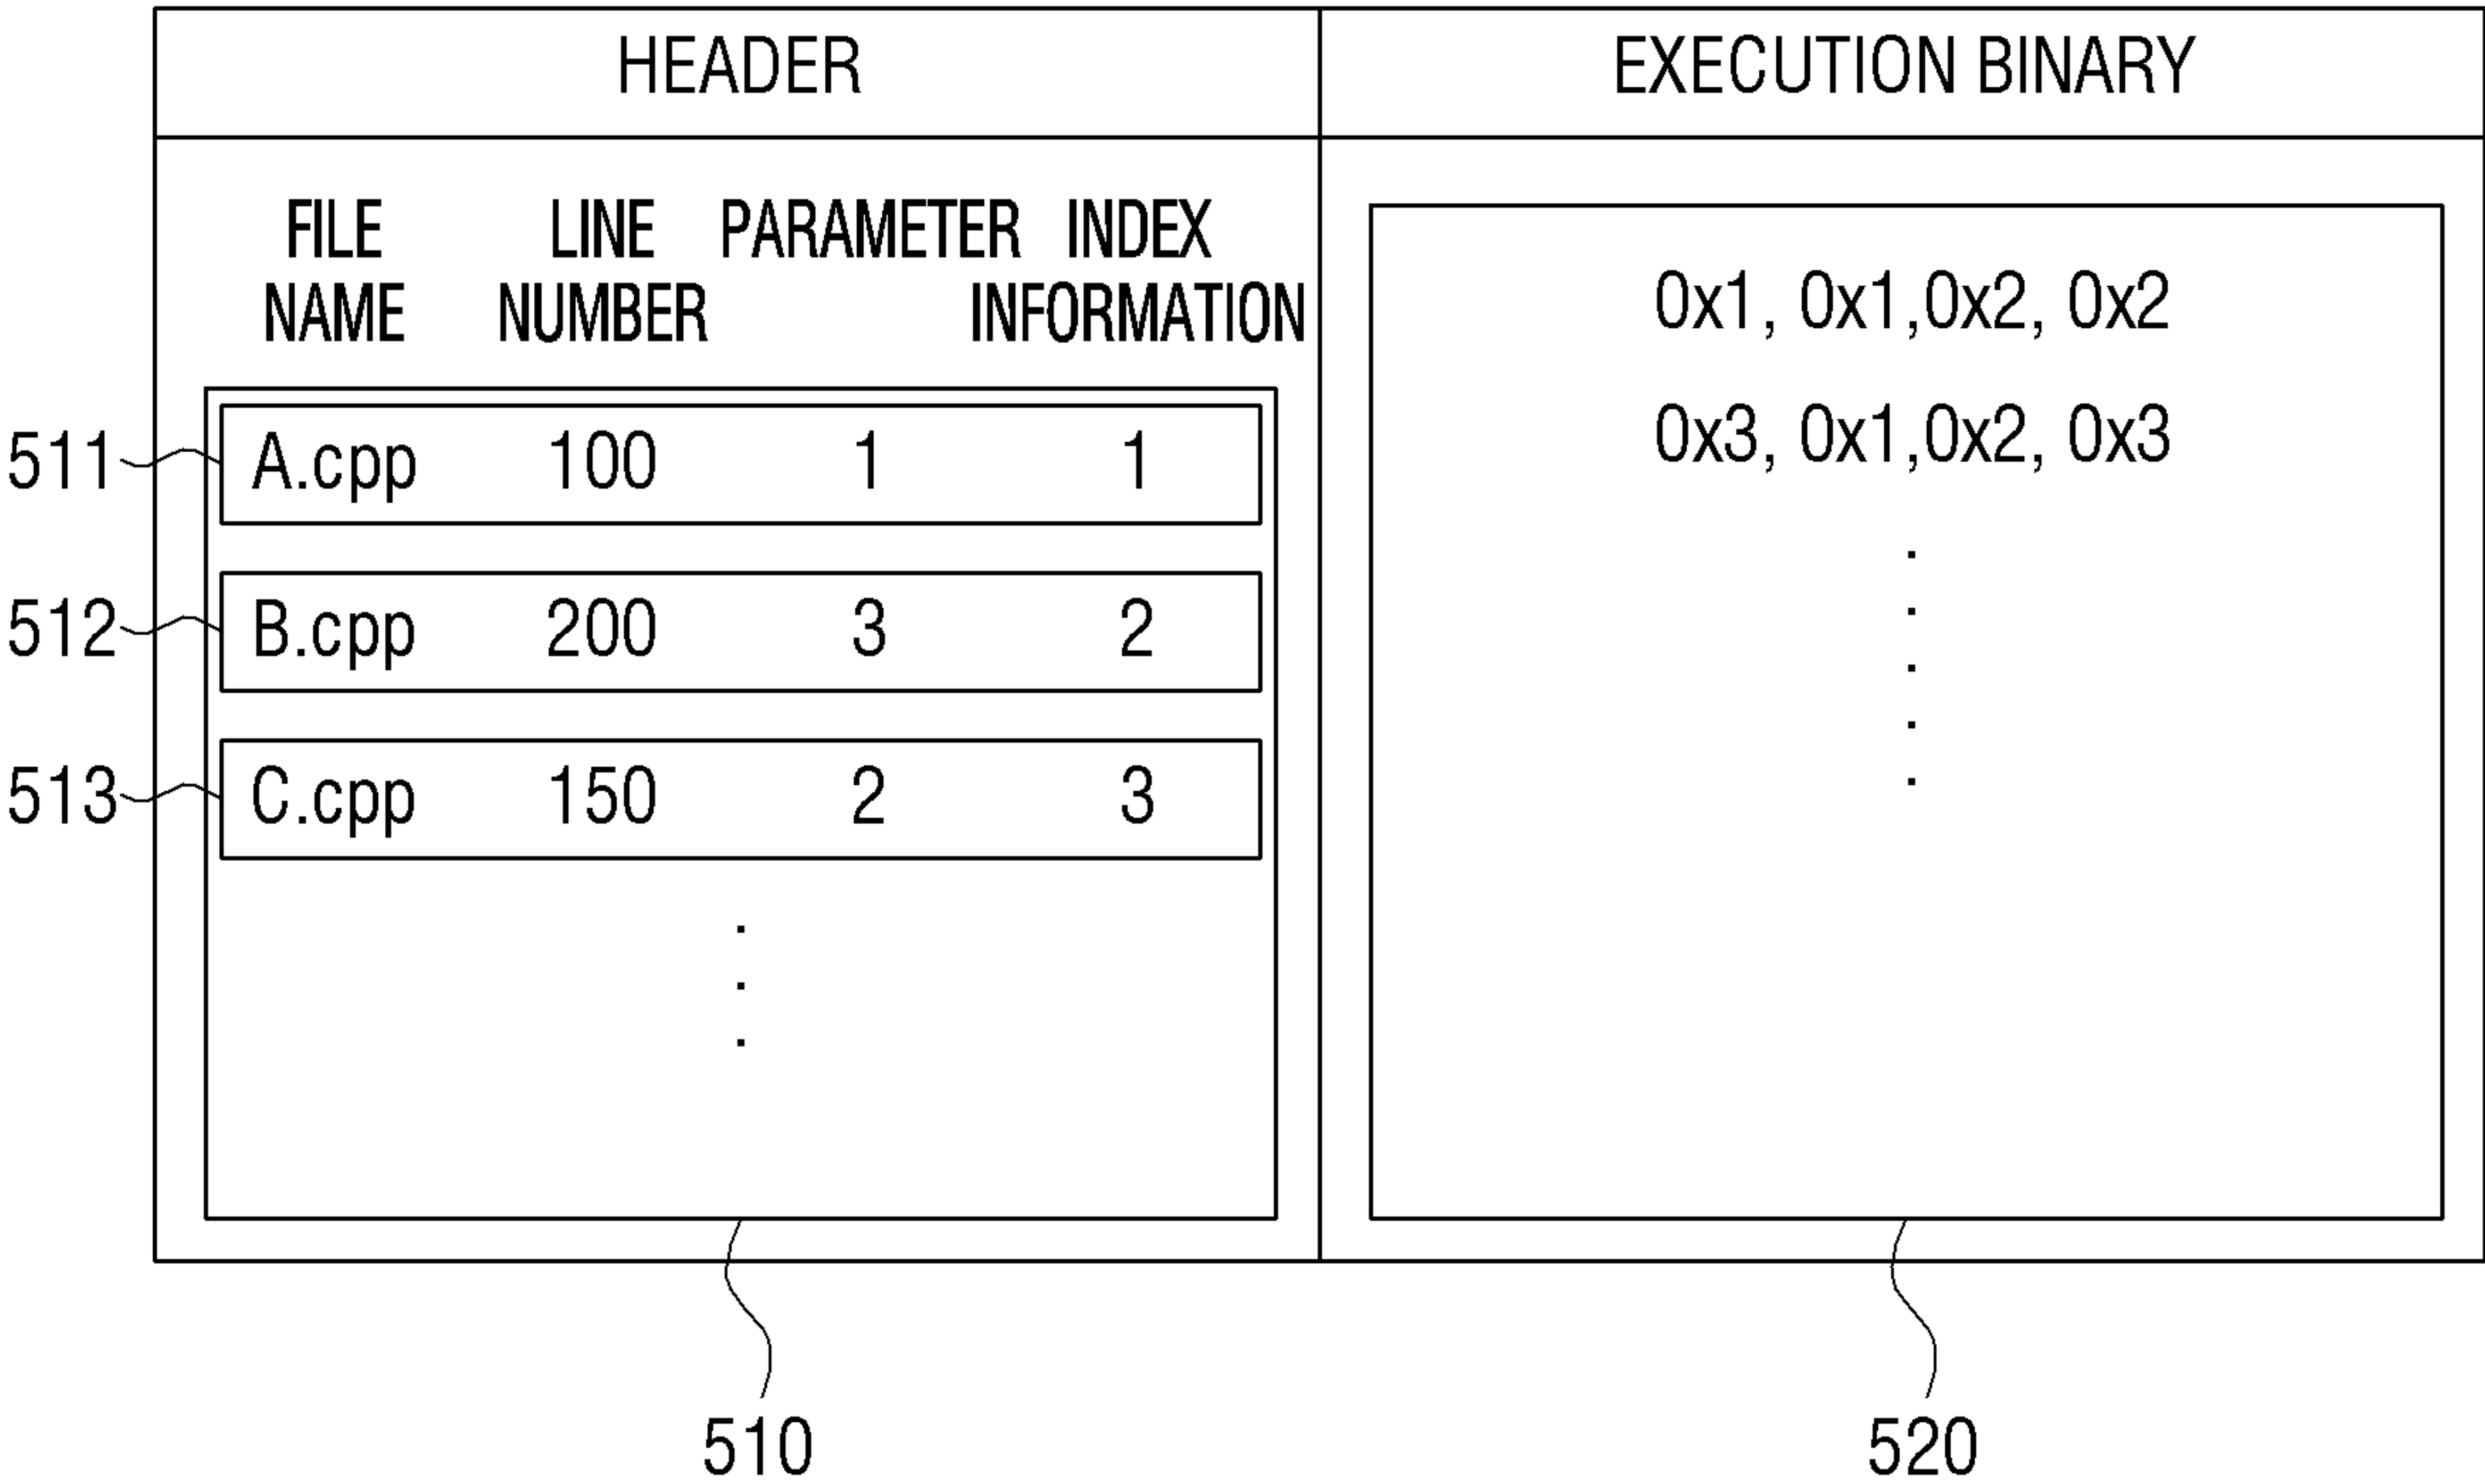 HEADER EXECUTION BINARY
FILE NAME LINE NUMBER PARAMETER INDEX INFORMATION
511 A.cpp 100 1 1
512 B.cpp 200 3 2
513 C.cpp 150 2 3
0x1, 0x1,0x2, 0x2
0x3, 0x1,0x2, 0x3
510 520